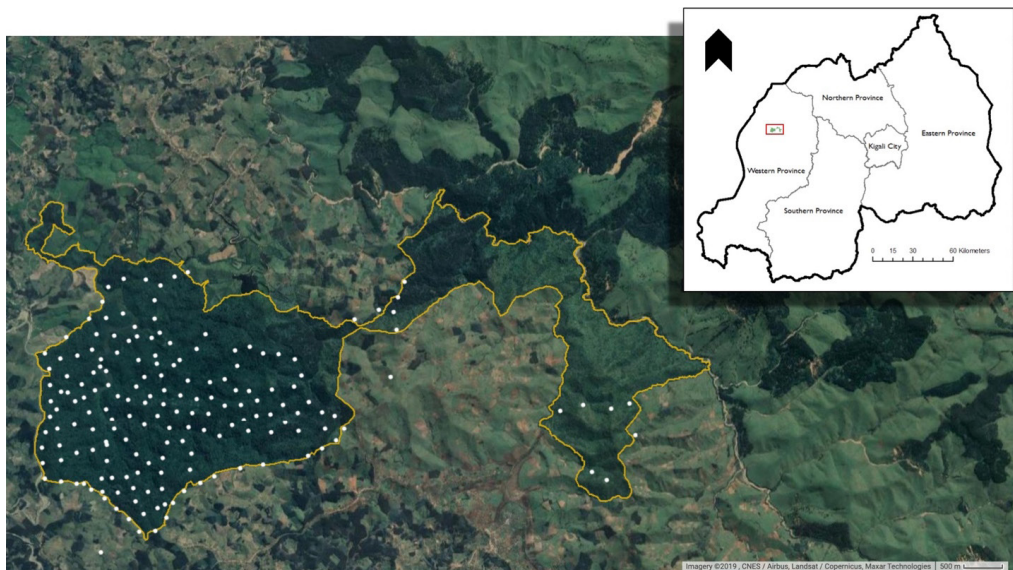 Northern Province
Eastern Province
Kigali City
Western Province
Southern Province
0 15 30 60 Kilometers
Imagery ©2019 , CNES / Airbus, Landsat / Copernicus, Maxar Technologies 500 m